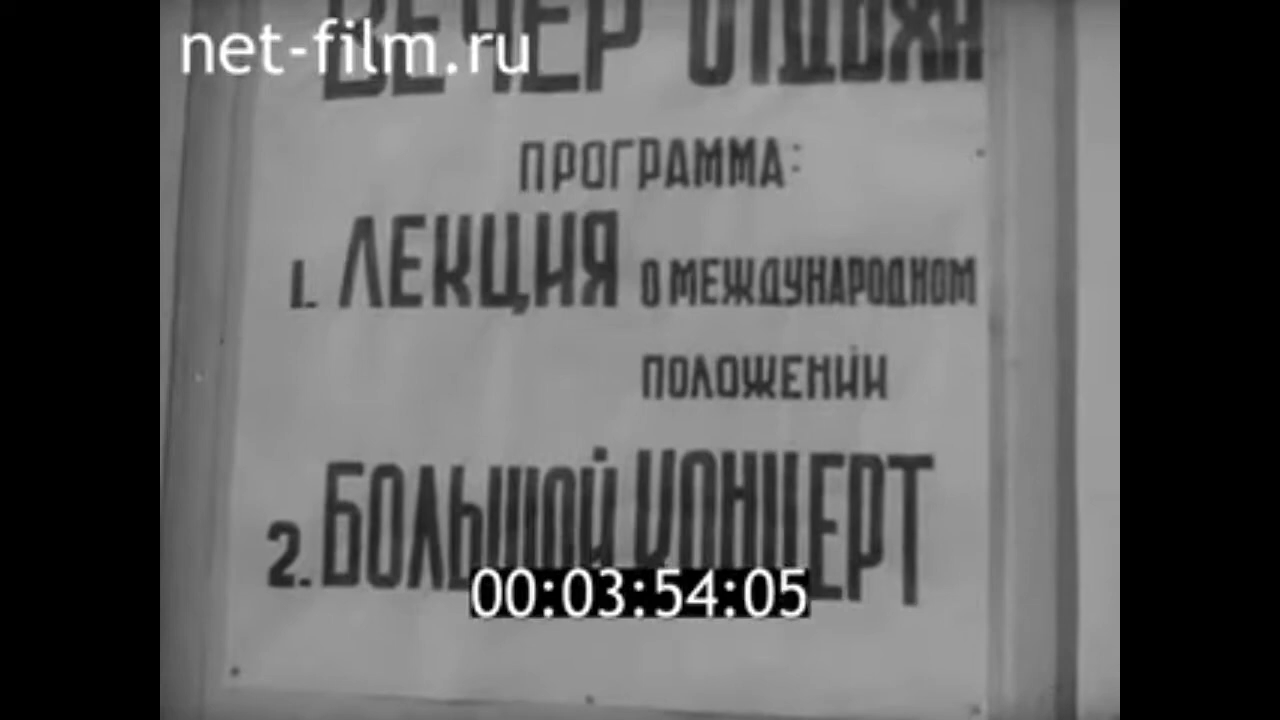 net-film.ru
ВЕЧЕР ОТДЫХА
ПРОГРАММА:
1. ЛЕКЦИЯ О МЕЖДУНАРОДНОМ
ПОЛОЖЕНИИ
2. БОЛЬШОЙ КОНЦЕРТ
00:03:54:05